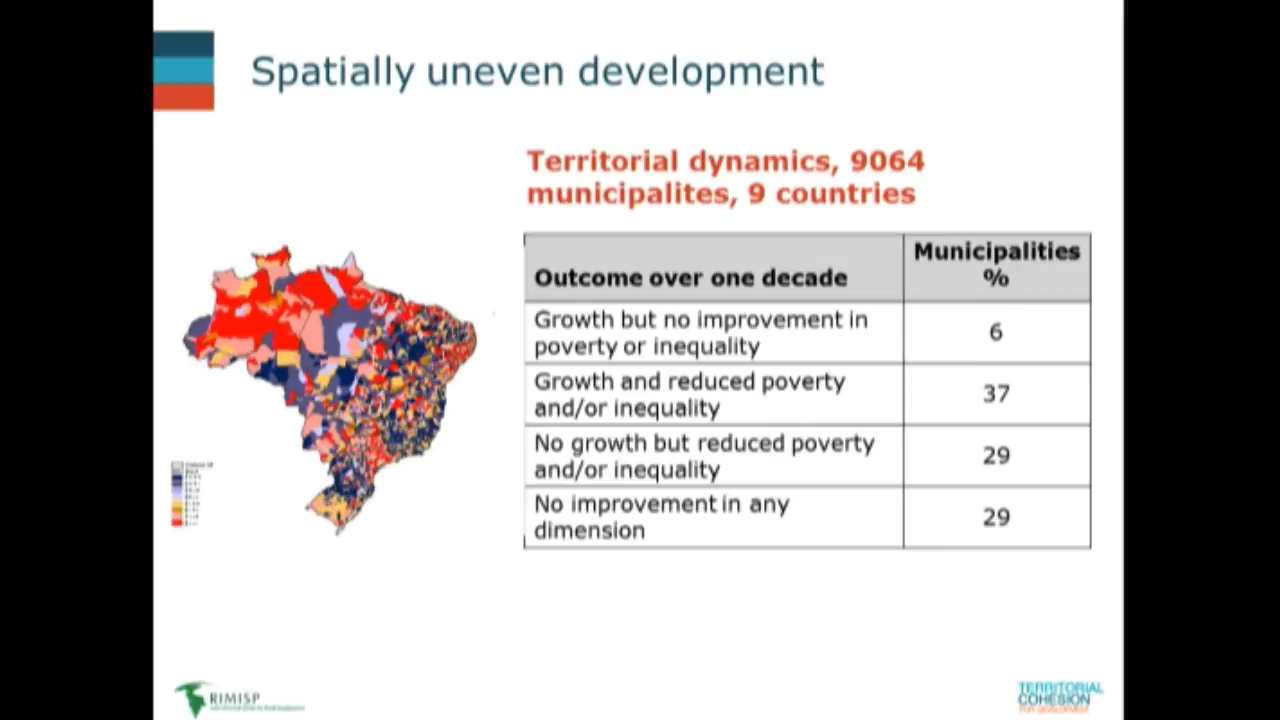 Spatially uneven development
Territorial dynamics, 9064
municipalites, 9 countries
Outcome over one decade
Municipalities
%
Growth but no improvement in
poverty or inequality
6
Growth and reduced poverty
and/or inequality
37
No growth but reduced poverty
and/or inequality
29
No improvement in any
dimension
29
RIMISP
TERRITORIAL
COHESION
FOR DEVELOPMENT